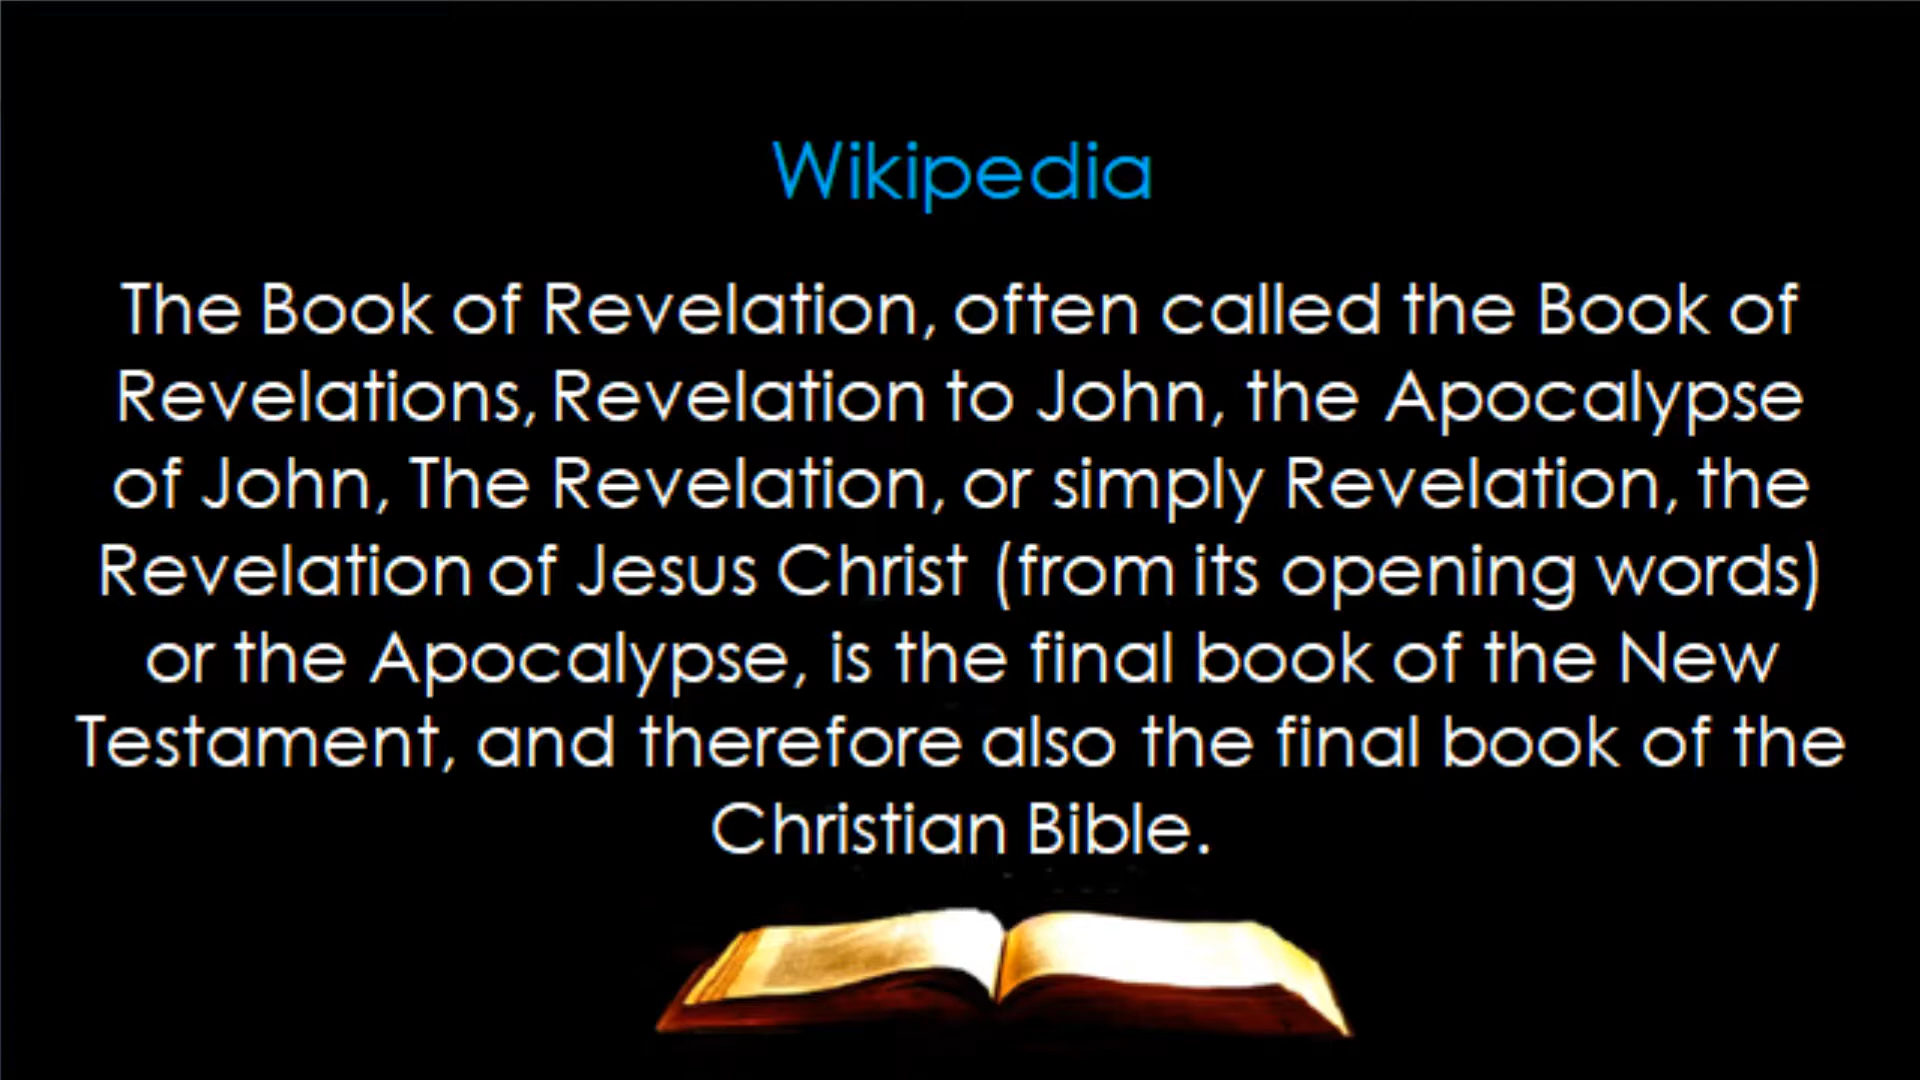 Wikipedia
The Book of Revelation, often called the Book of
Revelations, Revelation to John, the Apocalypse
of John, The Revelation, or simply Revelation, the
Revelation of Jesus Christ (from its opening words)
or the Apocalypse, is the final book of the New
Testament, and therefore also the final book of the
Christian Bible.